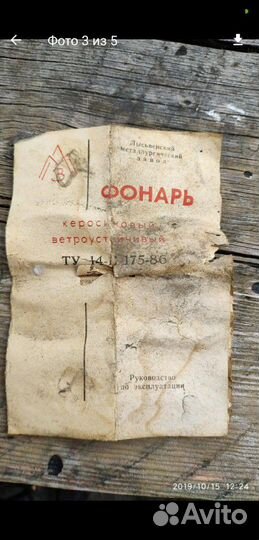 Фото 3 из 5
Лысьвенский
металлургический
завод
ФОНАРЬ
керосиновый
ветроустойчивый
175-86
Руководство
по эксплуатации
2019/10/15 12:24
Avito